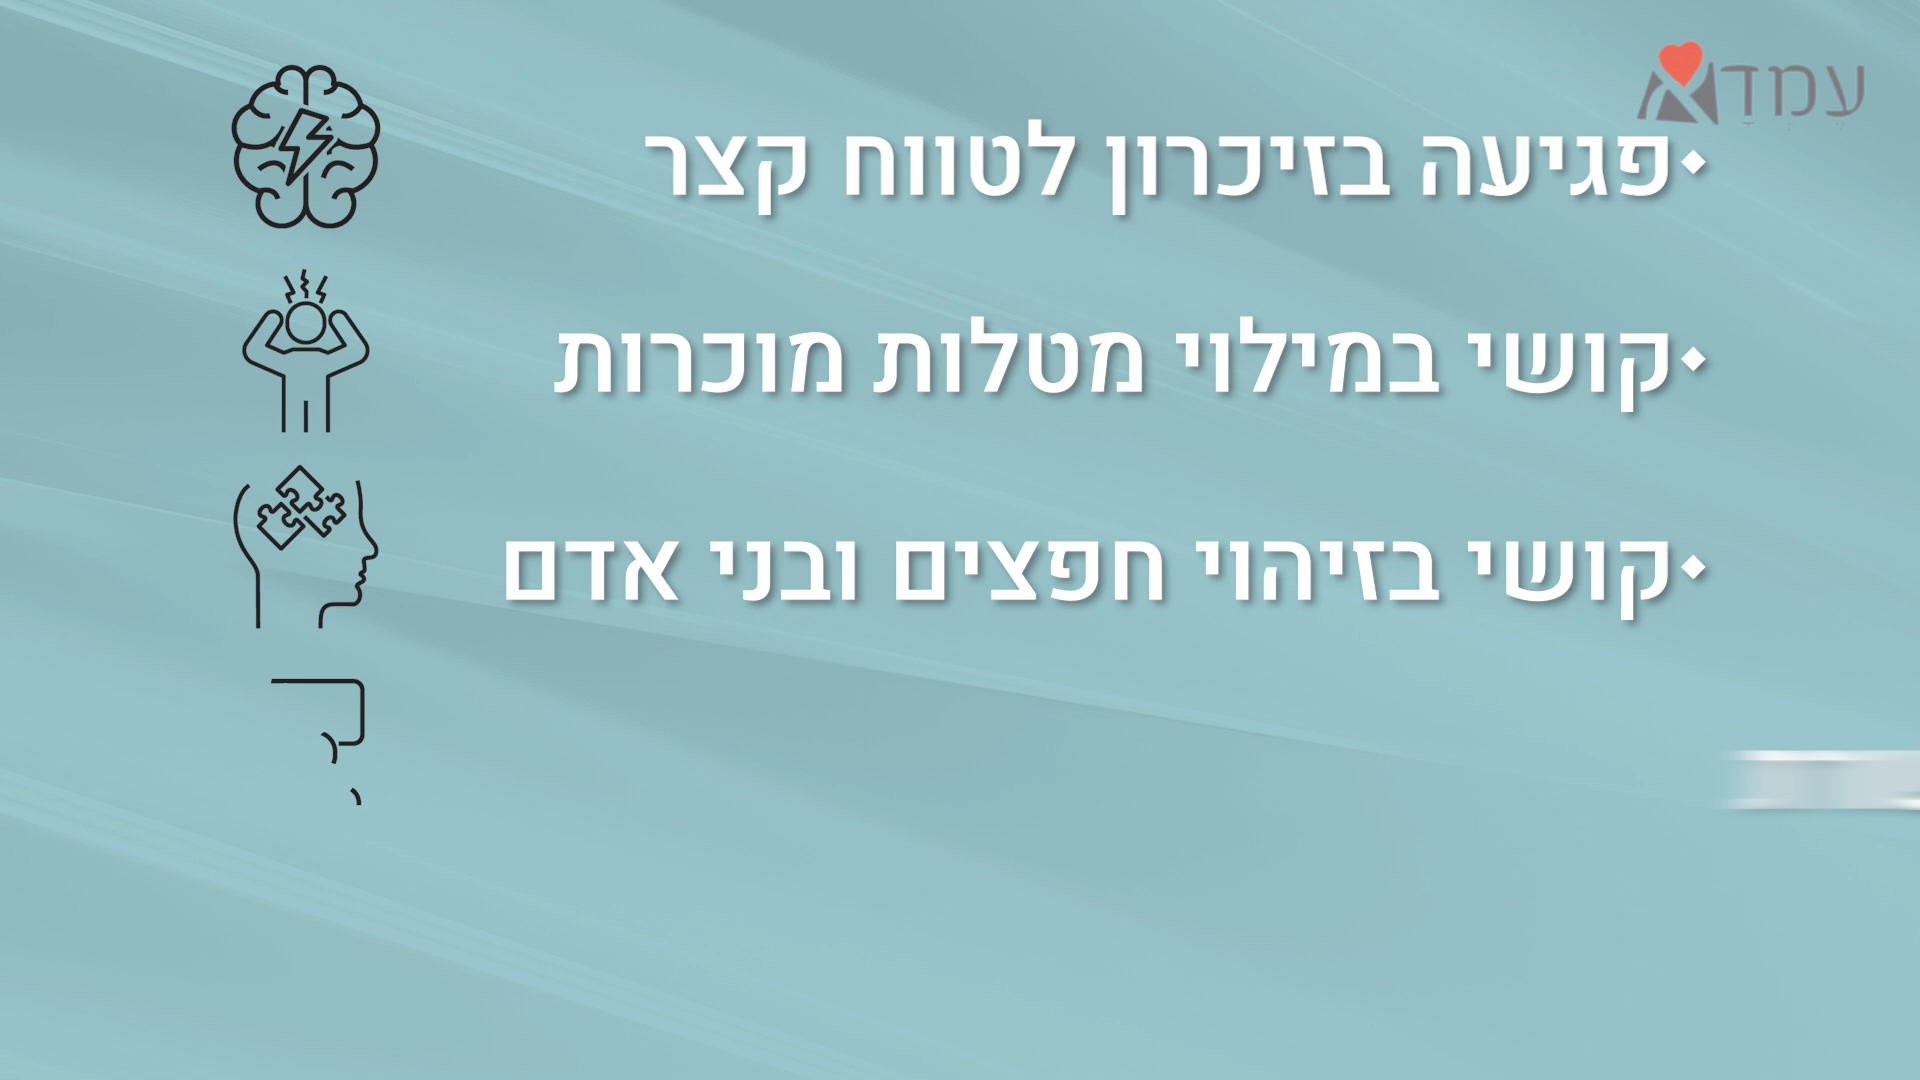 עמדא
•פגיעה בזיכרון לטווח קצר
•קושי במילוי מטלות מוכרות
•קושי בזיהוי חפצים ובני אדם